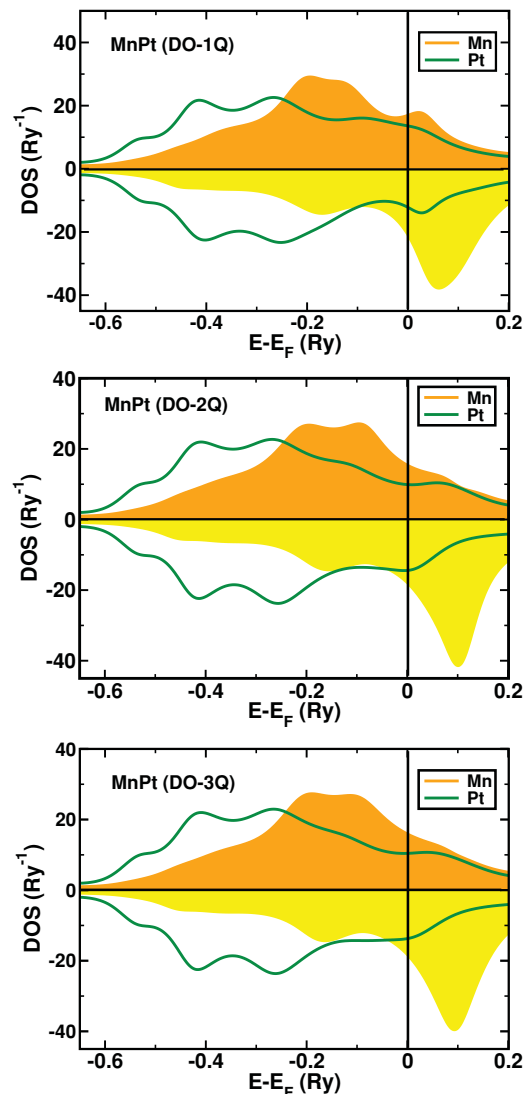 40
20
0
-20
-40
DOS (Ry⁻¹)
MnPt (DO-1Q)
Mn
Pt
-0.6 -0.4 -0.2 0 0.2
E-E_F (Ry)
40
20
0
-20
-40
DOS (Ry⁻¹)
MnPt (DO-2Q)
Mn
Pt
-0.6 -0.4 -0.2 0 0.2
E-E_F (Ry)
40
20
0
-20
-40
DOS (Ry⁻¹)
MnPt (DO-3Q)
Mn
Pt
-0.6 -0.4 -0.2 0 0.2
E-E_F (Ry)